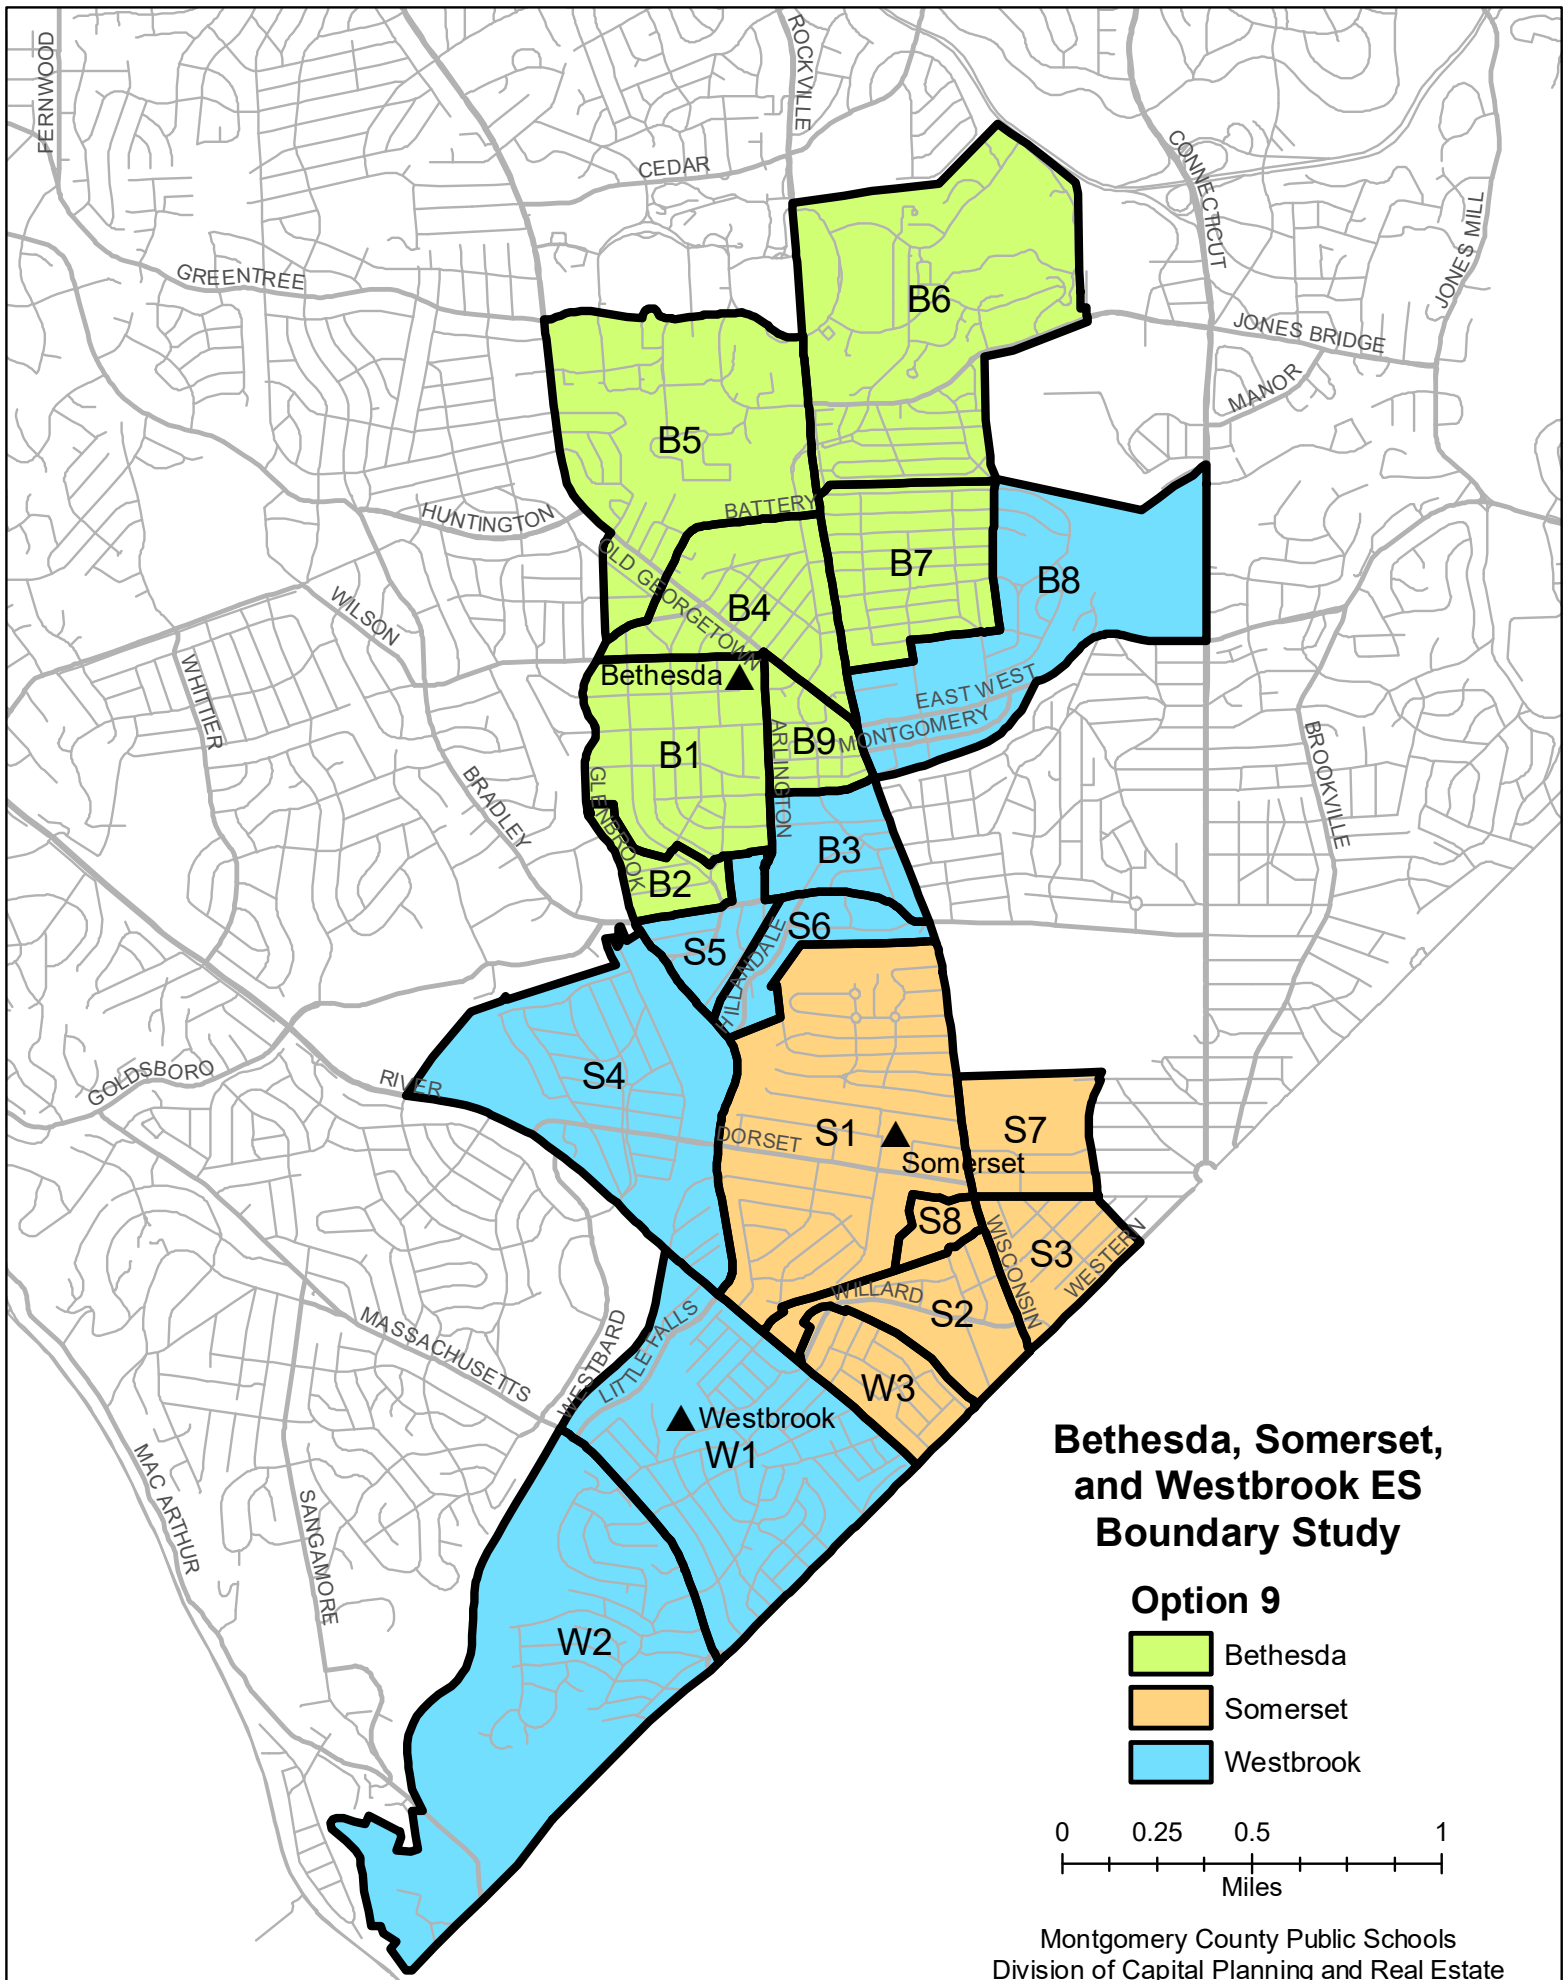 FERNWOOD
ROCKVILLE
CEDAR
CONNECTICUT
JONES MILL
GREENTREE
B6
JONES BRIDGE
MANOR
B5
BATTERY
HUNTINGTON
OLD GEORGETOWN
B7
B8
B4
WILSON
WHITTIER
Bethesda
EAST WEST
MONTGOMERY
ARLINGTON
B9
B1
BROOKVILLE
BRADLEY
GLENBROOK
B3
B2
S6
S5
HILLANDALE
S4
GOLDSBORO
RIVER
DORSET
S1
S7
Somerset
S8
WISCONSIN
S3
WESTERN
WILLARD
S2
MASSACHUSETTS
WESTBARD
LITTLE FALLS
W3
Westbrook
W1
MAC ARTHUR
SANGAMORE
W2
Bethesda, Somerset,
and Westbrook ES
Boundary Study
Option 9
Bethesda
Somerset
Westbrook
0 0.25 0.5 1
Miles
Montgomery County Public Schools
Division of Capital Planning and Real Estate